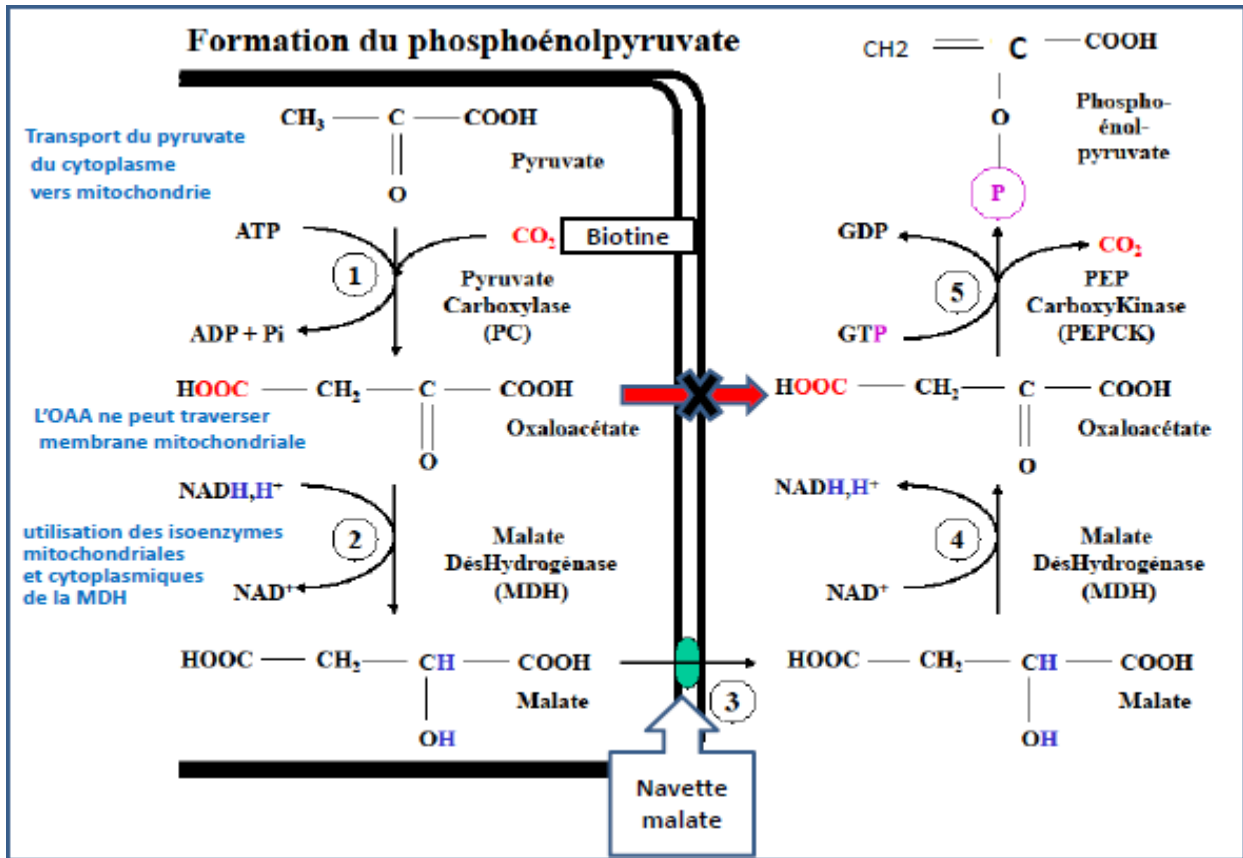 Formation du phosphoénolpyruvate
Transport du pyruvate
du cytoplasme
vers mitochondrie
CH₃ — C — COOH
O
Pyruvate
ATP
CO₂
Biotine
1
Pyruvate
Carboxylase
(PC)
ADP + Pi
HOOC — CH₂ — C — COOH
O
Oxaloacétate
L'OAA ne peut traverser
membrane mitochondriale
NADH,H⁺
2
Malate
DésHydrogénase
(MDH)
NAD⁺
utilisation des isoenzymes
mitochondriales
et cytoplasmiques
de la MDH
HOOC — CH₂ — CH — COOH
OH
Malate
3
Navette
malate
CH2 = C — COOH
O
P
Phospho-
énol-
pyruvate
GDP
CO₂
5
PEP
CarboxyKinase
(PEPCK)
GTP
X
HOOC — CH₂ — C — COOH
O
Oxaloacétate
NADH,H⁺
4
Malate
DésHydrogénase
(MDH)
NAD⁺
HOOC — CH₂ — CH — COOH
OH
Malate